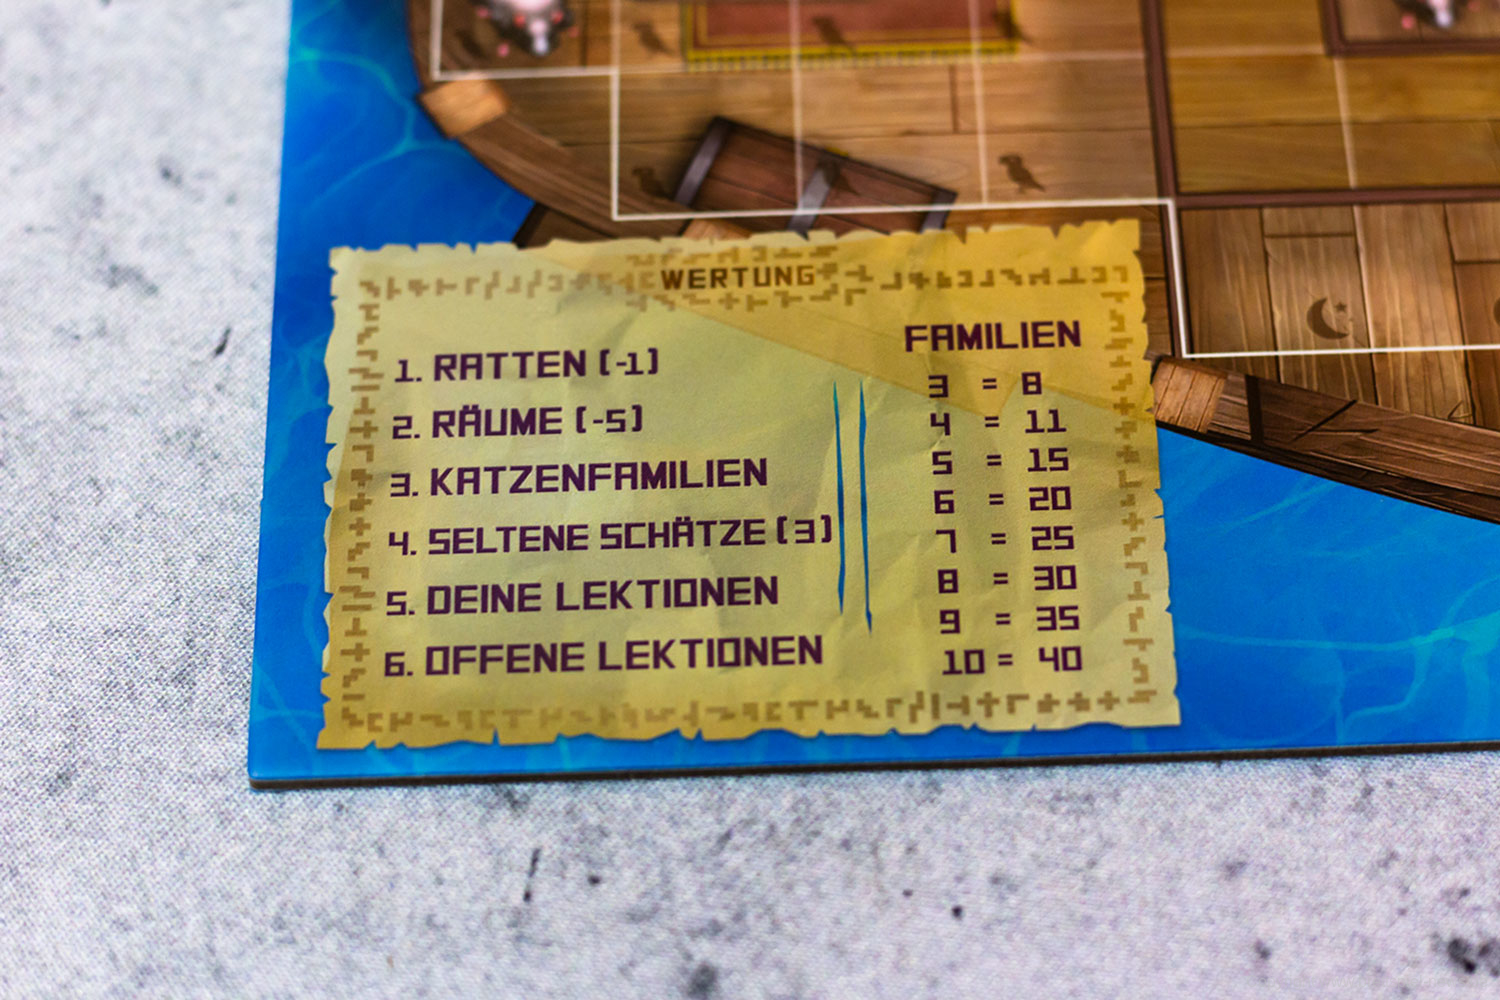 WERTUNG
1. RATTEN (-1)
2. RÄUME (-5)
3. KATZENFAMILIEN
4. SELTENE SCHÄTZE (3)
5. DEINE LEKTIONEN
6. OFFENE LEKTIONEN
FAMILIEN
3 = 8
4 = 11
5 = 15
6 = 20
7 = 25
8 = 30
9 = 35
10 = 40